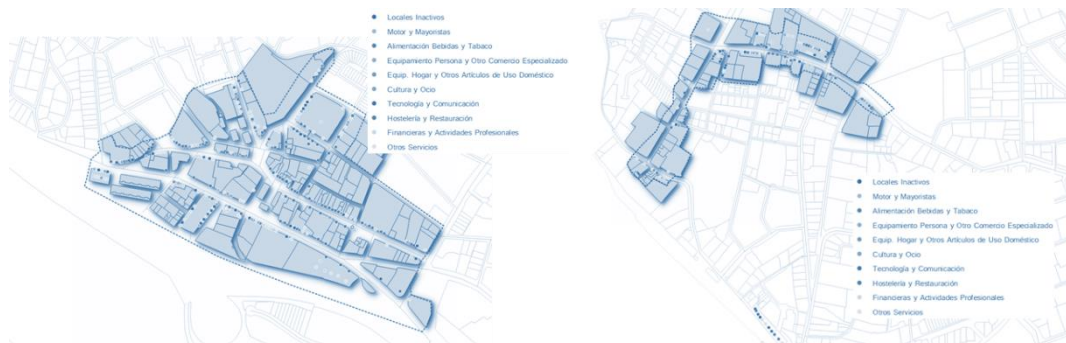 Locales Inactivos
Motor y Mayoristas
Alimentación Bebidas y Tabaco
Equipamiento Persona y Otro Comercio Especializado
Equip. Hogar y Otros Artículos de Uso Doméstico
Cultura y Ocio
Tecnología y Comunicación
Hostelería y Restauración
Financieras y Actividades Profesionales
Otros Servicios
Locales Inactivos
Motor y Mayoristas
Alimentación Bebidas y Tabaco
Equipamiento Persona y Otro Comercio Especializado
Equip. Hogar y Otros Artículos de Uso Doméstico
Cultura y Ocio
Tecnología y Comunicación
Hostelería y Restauración
Financieras y Actividades Profesionales
Otros Servicios